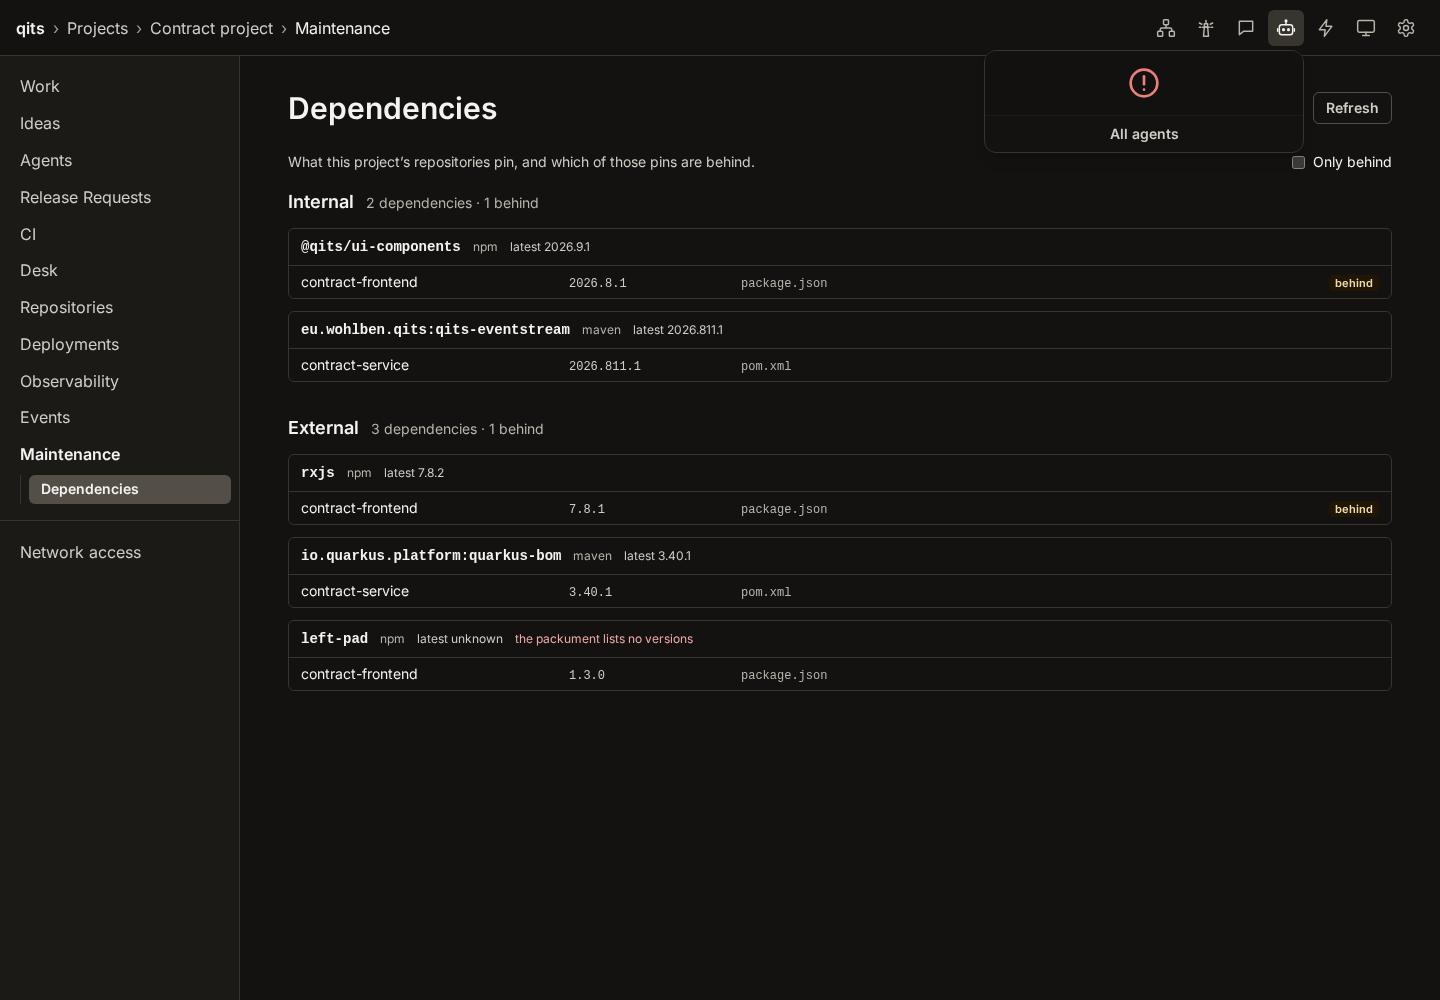 qits › Projects › Contract project › Maintenance
Work
Ideas
Agents
Release Requests
CI
Desk
Repositories
Deployments
Observability
Events
Maintenance
Dependencies
Network access
All agents
Dependencies
Refresh
What this project’s repositories pin, and which of those pins are behind.
Only behind
Internal 2 dependencies · 1 behind
@qits/ui-components npm latest 2026.9.1
contract-frontend 2026.8.1 package.json behind
eu.wohlben.qits:qits-eventstream maven latest 2026.811.1
contract-service 2026.811.1 pom.xml
External 3 dependencies · 1 behind
rxjs npm latest 7.8.2
contract-frontend 7.8.1 package.json behind
io.quarkus.platform:quarkus-bom maven latest 3.40.1
contract-service 3.40.1 pom.xml
left-pad npm latest unknown the packument lists no versions
contract-frontend 1.3.0 package.json